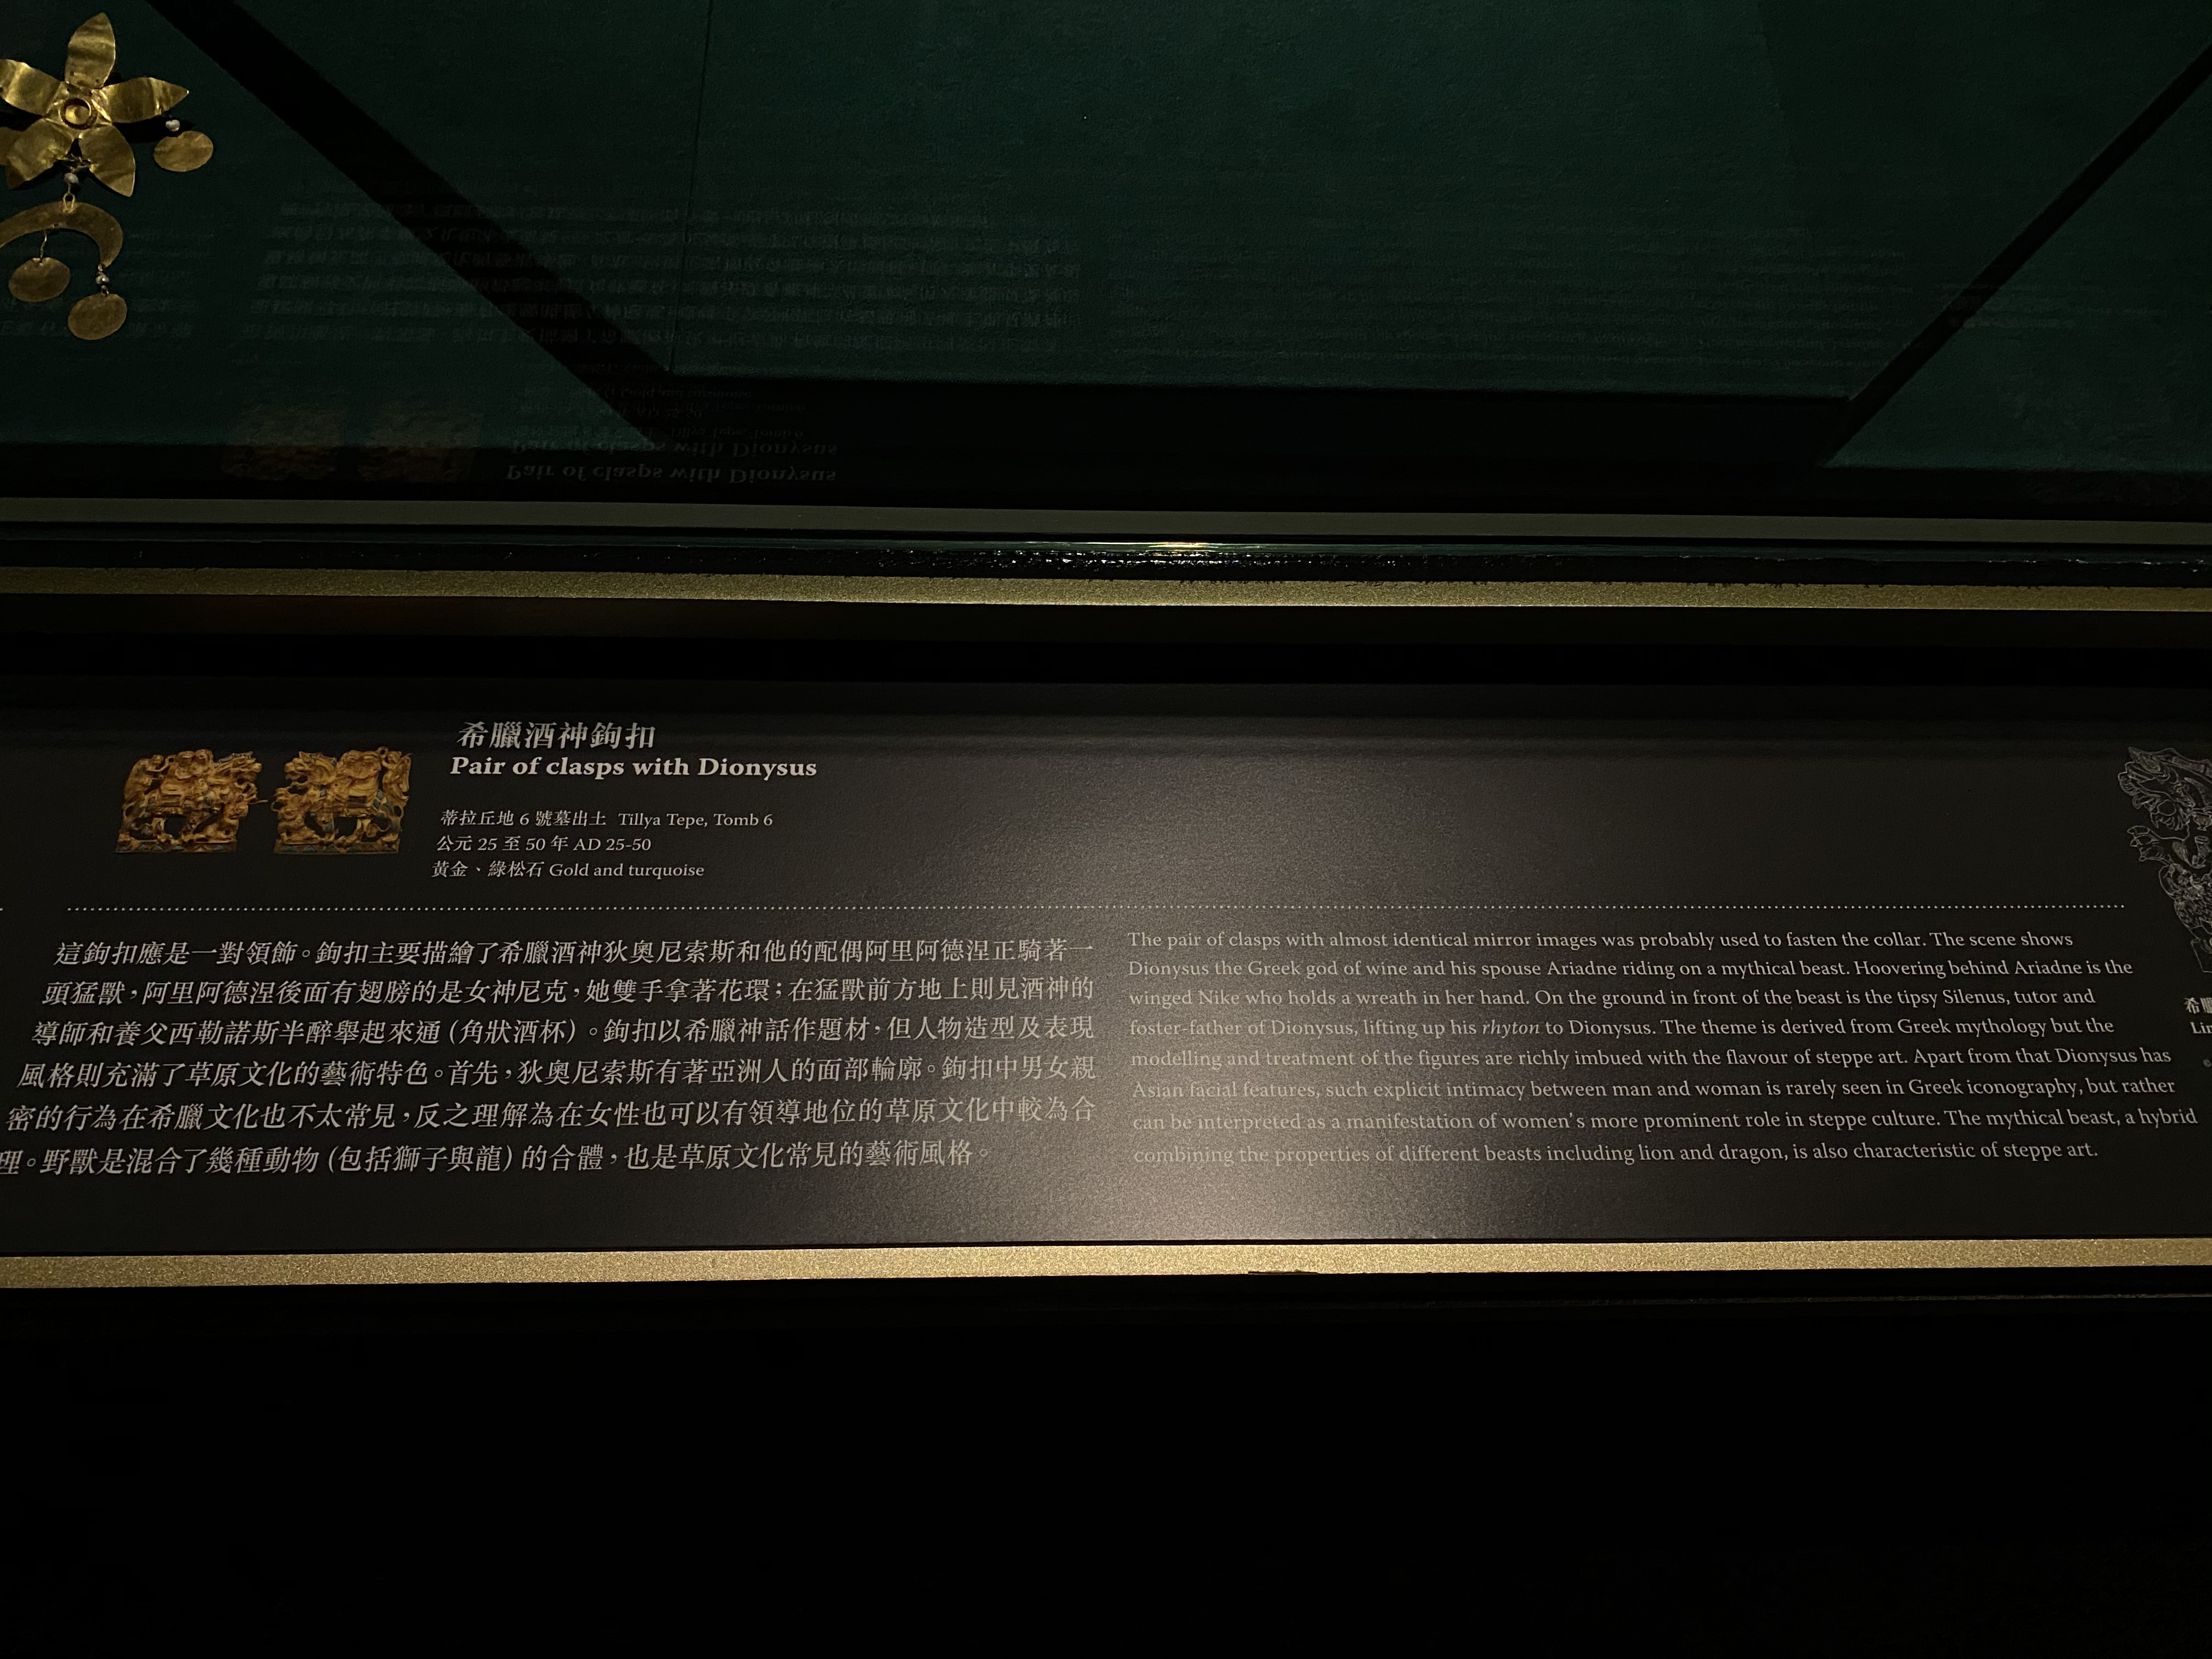 希臘酒神鉤扣
Pair of clasps with Dionysus
蒂拉丘地 6 號墓出土 Tillya Tepe, Tomb 6
公元 25 至 50 年 AD 25-50
黃金、綠松石 Gold and turquoise
這鉤扣應是一對領飾。鉤扣主要描繪了希臘酒神狄奧尼索斯和他的配偶阿里阿德涅正騎著一
頭猛獸，阿里阿德涅後面有翅膀的是女神尼克，她雙手拿著花環；在猛獸前方地上則見酒神的
導師和養父西勒諾斯半醉舉起來通 (角狀酒杯)。鉤扣以希臘神話作題材，但人物造型及表現
風格則充滿了草原文化的藝術特色。首先，狄奧尼索斯有著亞洲人的面部輪廓。鉤扣中男女親
密的行為在希臘文化也不太常見，反之理解為在女性也可以有領導地位的草原文化中較為合
理。野獸是混合了幾種動物 (包括獅子與龍) 的合體，也是草原文化常見的藝術風格。
The pair of clasps with almost identical mirror images was probably used to fasten the collar. The scene shows
Dionysus the Greek god of wine and his spouse Ariadne riding on a mythical beast. Hoovering behind Ariadne is the
winged Nike who holds a wreath in her hand. On the ground in front of the beast is the tipsy Silenus, tutor and
foster-father of Dionysus, lifting up his rhyton to Dionysus. The theme is derived from Greek mythology but the
modelling and treatment of the figures are richly imbued with the flavour of steppe art. Apart from that Dionysus has
Asian facial features, such explicit intimacy between man and woman is rarely seen in Greek iconography, but rather
can be interpreted as a manifestation of women's more prominent role in steppe culture. The mythical beast, a hybrid
combining the properties of different beasts including lion and dragon, is also characteristic of steppe art.